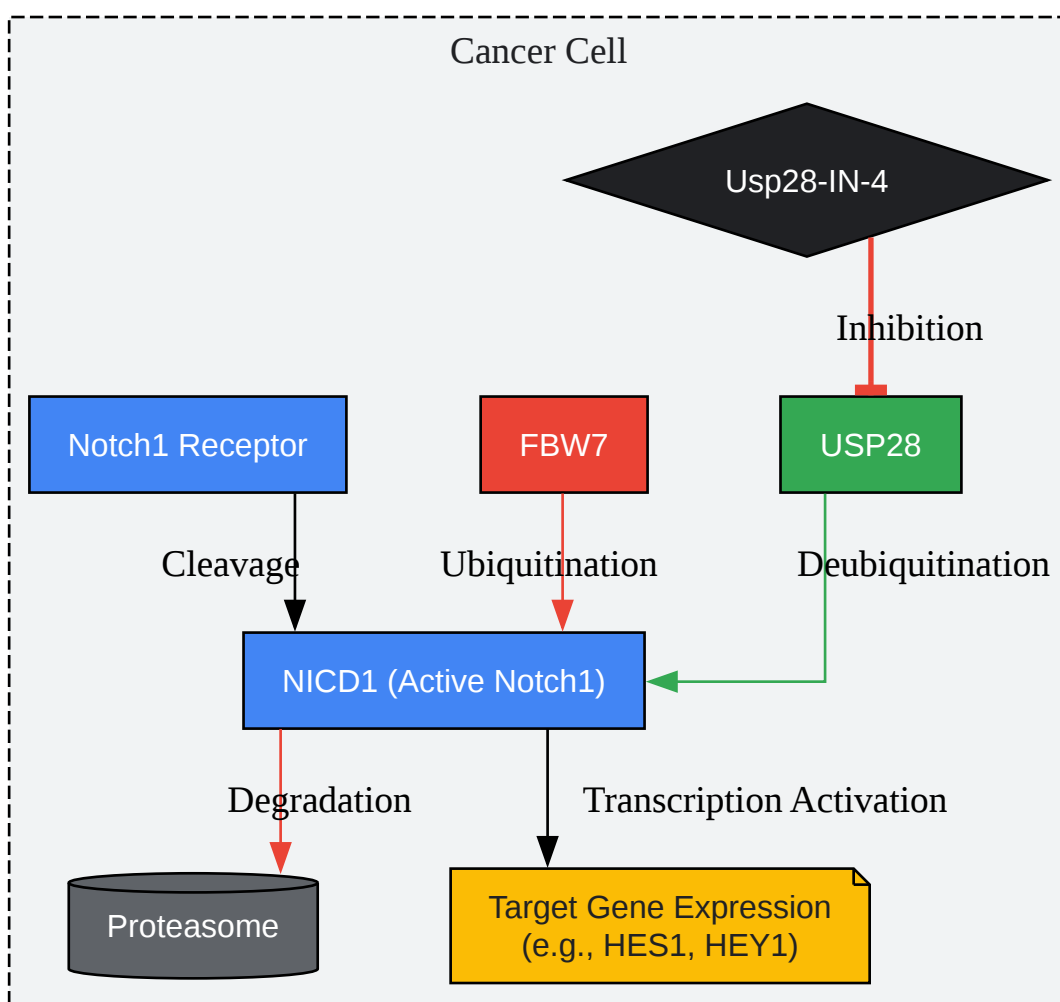 Cancer Cell
Usp28-IN-4
Inhibition
Notch1 Receptor
FBW7
USP28
Cleavage
Ubiquitination
Deubiquitination
NICD1 (Active Notch1)
Degradation
Transcription Activation
Proteasome
Target Gene Expression
(e.g., HES1, HEY1)